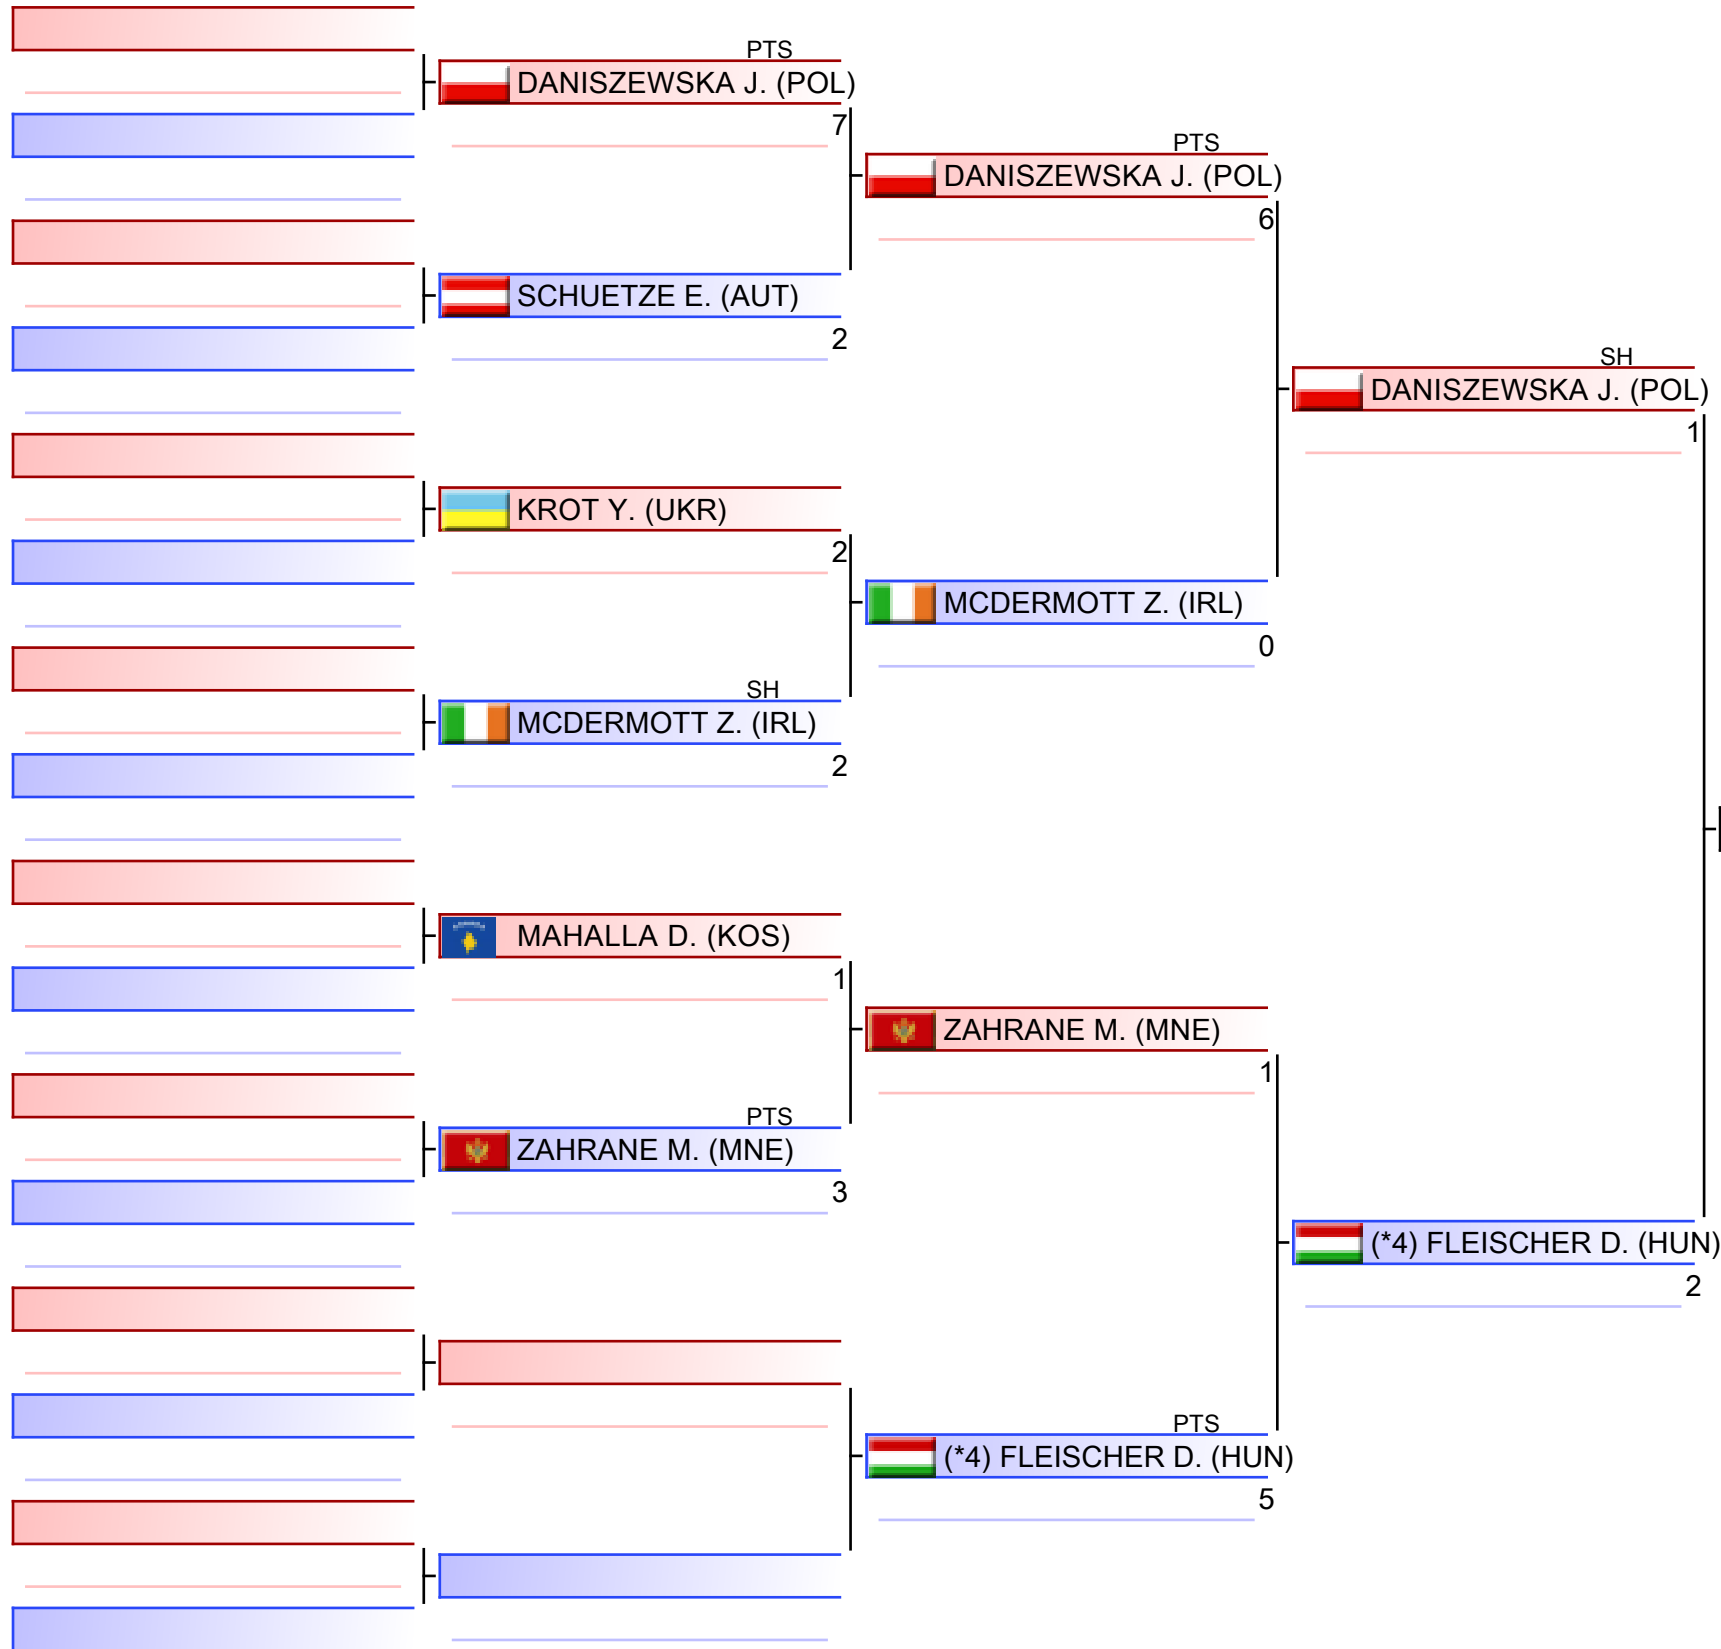 PTS
DANISZEWSKA J. (POL)
7
SCHUETZE E. (AUT)
2
KROT Y. (UKR)
2
SH
MCDERMOTT Z. (IRL)
2
MAHALLA D. (KOS)
1
PTS
ZAHRANE M. (MNE)
3
PTS
DANISZEWSKA J. (POL)
6
MCDERMOTT Z. (IRL)
0
ZAHRANE M. (MNE)
1
PTS
(*4) FLEISCHER D. (HUN)
5
SH
DANISZEWSKA J. (POL)
1
(*4) FLEISCHER D. (HUN)
2